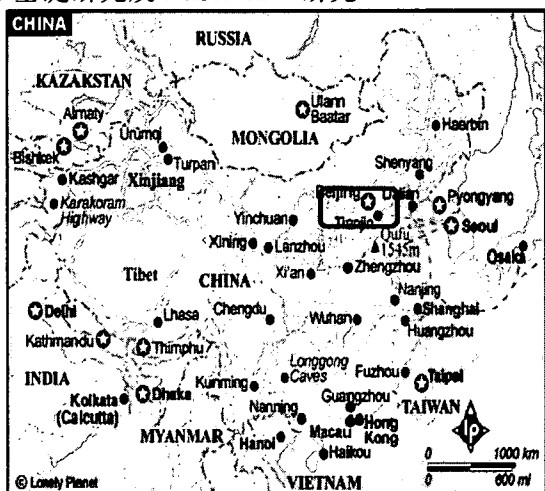 CHINA
RUSSIA
KAZAKSTAN
Almaty
Ulaan
Baatar
Haerbin
Bishkek
Ürümqi
MONGOLIA
Turpan
Shenyang
Kashgar
Xinjiang
Beijing
Dalian
Pyongyang
Karakoram
Highway
Yinchuan
Tianjin
Seoul
Qufu
1545m
Xining
Lanzhou
Zhengzhou
Osaka
Xi'an
Tibet
CHINA
Nanjing
Delhi
Lhasa
Chengdu
Wuhan
Shanghai
Huangzhou
Kathmandu
Thimphu
Longgong
Caves
Fuzhou
Taipei
INDIA
Kunming
Dhaka
Kolkata
(Calcutta)
Guangzhou
TAIWAN
Nanning
Hong
Kong
Macau
MYANMAR
Hanoi
Haikou
0 1000 km
0 600 mi
© Lonely Planet
VIETNAM